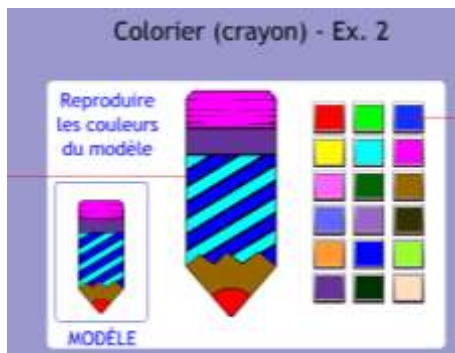 Colorier (crayon) - Ex. 2
Reproduire
les couleurs
du modèle
MODÈLE